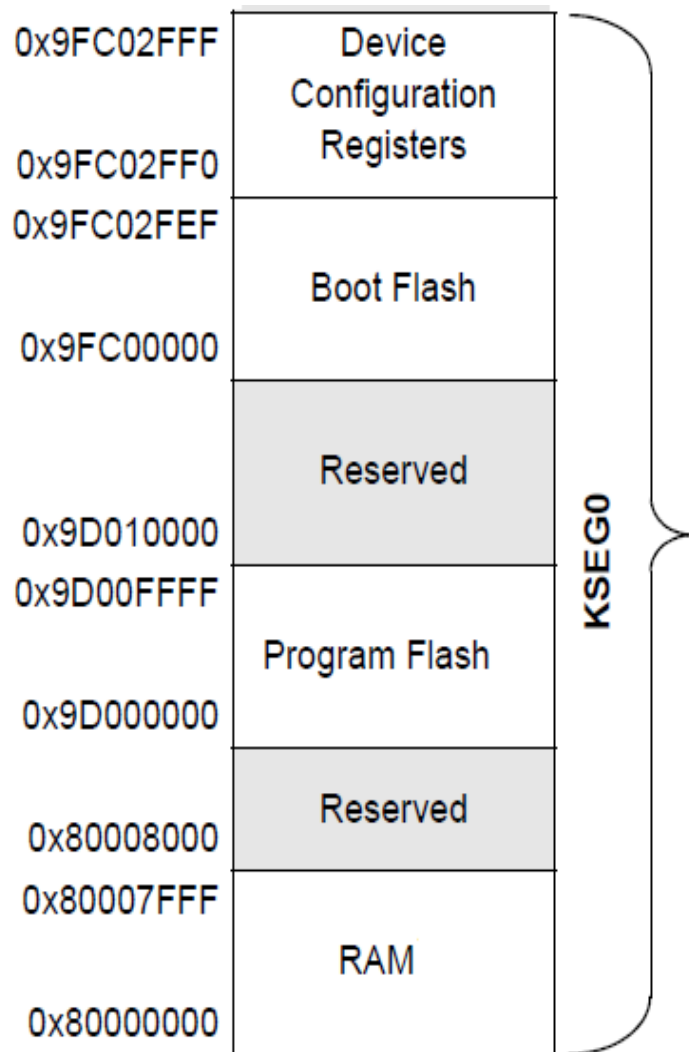 0x9FC02FFF
Device
Configuration
Registers
0x9FC02FF0
0x9FC02FEF
Boot Flash
0x9FC00000
Reserved
0x9D010000
0x9D00FFFF
Program Flash
0x9D000000
Reserved
0x80008000
0x80007FFF
RAM
0x80000000
KSEG0